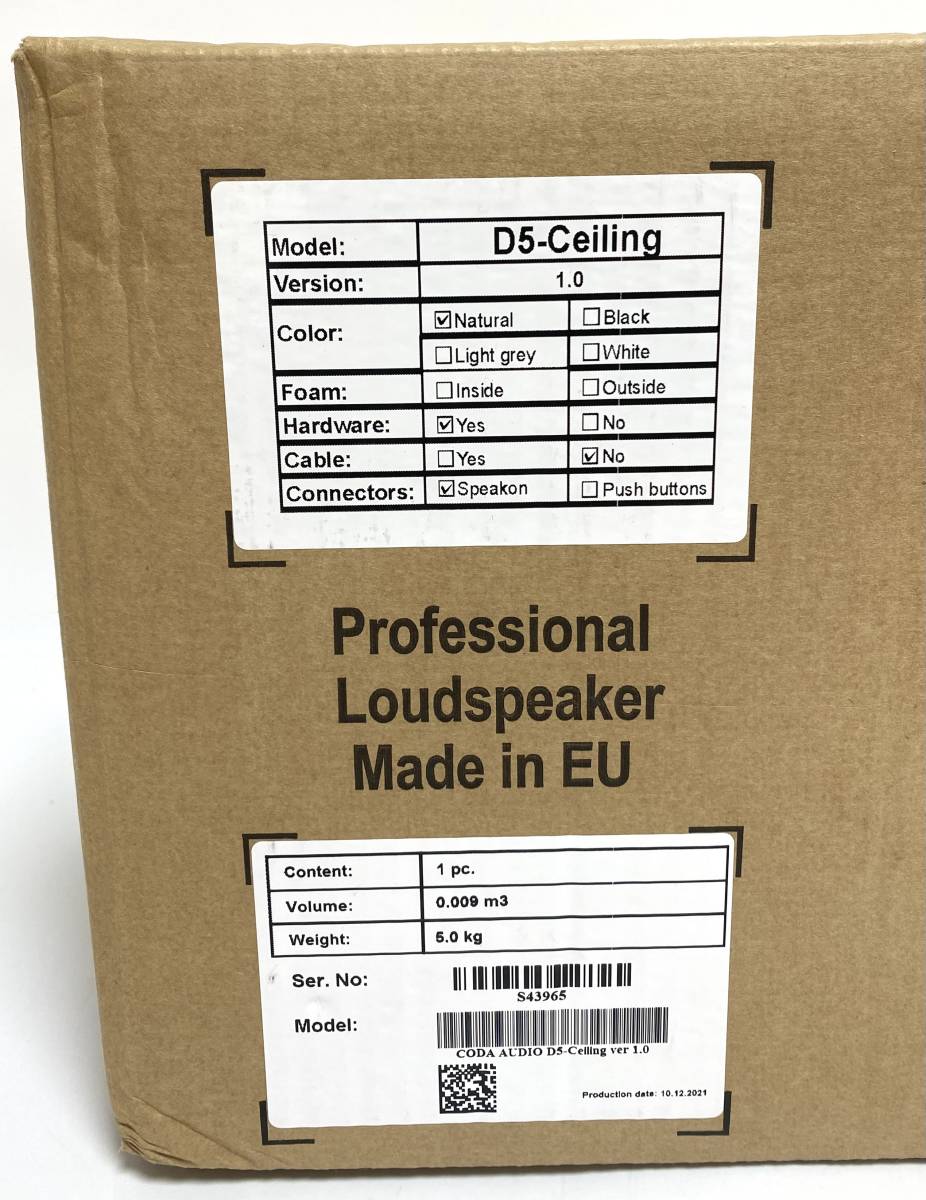 Model: D5-Ceiling
Version: 1.0
Color: ☑Natural ☐Black
☐Light grey ☐White
Foam: ☐Inside ☐Outside
Hardware: ☑Yes ☐No
Cable: ☐Yes ☑No
Connectors: ☑Speakon ☐Push buttons
Professional
Loudspeaker
Made in EU
Content: 1 pc.
Volume: 0.009 m3
Weight: 5.0 kg
Ser. No:
S43965
Model:
CODA AUDIO D5-Ceiling ver 1.0
Production date: 10.12.2021